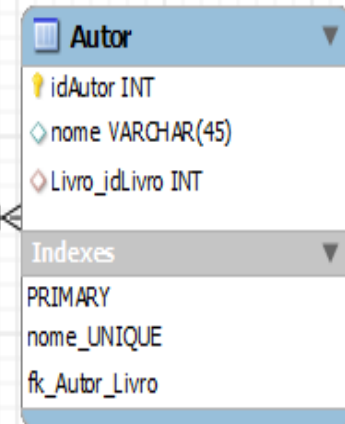 Autor
idAutor INT
nome VARCHAR(45)
Livro_idLivro INT
Indexes
PRIMARY
nome_UNIQUE
fk_Autor_Livro